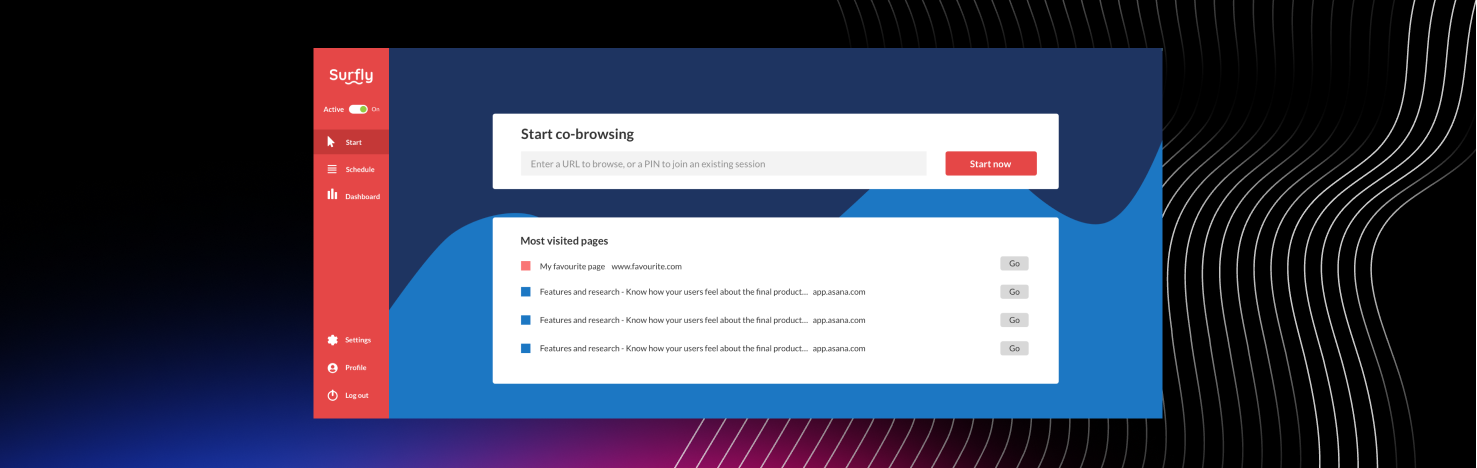 Surfly
Active On
Start
Schedule
Dashboard
Settings
Profile
Log out
Start co-browsing
Enter a URL to browse, or a PIN to join an existing session
Start now
Most visited pages
My favourite page www.favourite.com Go
Features and research - Know how your users feel about the final product... app.asana.com Go
Features and research - Know how your users feel about the final product... app.asana.com Go
Features and research - Know how your users feel about the final product... app.asana.com Go